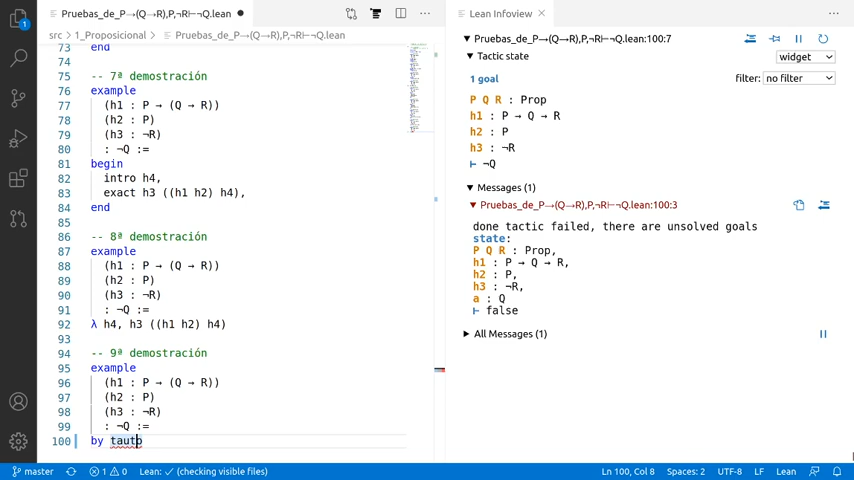 Pruebas_de_P→(Q→R),P,¬R⊢¬Q.lean
src > 1_Proposicional > Pruebas_de_P→(Q→R),P,¬R⊢¬Q.lean
73 end
74
75 -- 7ª demostración
76 example
77 (h1 : P → (Q → R))
78 (h2 : P)
79 (h3 : ¬R)
80 : ¬Q :=
81 begin
82 intro h4,
83 exact h3 ((h1 h2) h4),
84 end
85
86 -- 8ª demostración
87 example
88 (h1 : P → (Q → R))
89 (h2 : P)
90 (h3 : ¬R)
91 : ¬Q :=
92 λ h4, h3 ((h1 h2) h4)
93
94 -- 9ª demostración
95 example
96 (h1 : P → (Q → R))
97 (h2 : P)
98 (h3 : ¬R)
99 : ¬Q :=
100 by tauto
Lean Infoview
Pruebas_de_P→(Q→R),P,¬R⊢¬Q.lean:100:7
Tactic state
widget
1 goal
filter: no filter
P Q R : Prop
h1 : P → Q → R
h2 : P
h3 : ¬R
⊢ ¬Q
Messages (1)
Pruebas_de_P→(Q→R),P,¬R⊢¬Q.lean:100:3
done tactic failed, there are unsolved goals
state:
P Q R : Prop,
h1 : P → Q → R,
h2 : P,
h3 : ¬R,
a : Q
⊢ false
All Messages (1)
1
master
1 0 Lean: ✓ (checking visible files)
Ln 100, Col 8 Spaces: 2 UTF-8 LF Lean